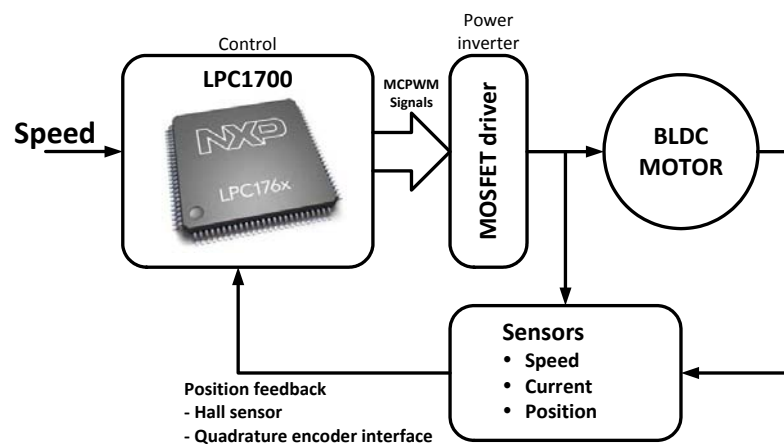 Control
Power
inverter
LPC1700
MCPWM
Signals
Speed
NXP
LPC176x
MOSFET driver
BLDC
MOTOR
Sensors
• Speed
• Current
• Position
Position feedback
- Hall sensor
- Quadrature encoder interface